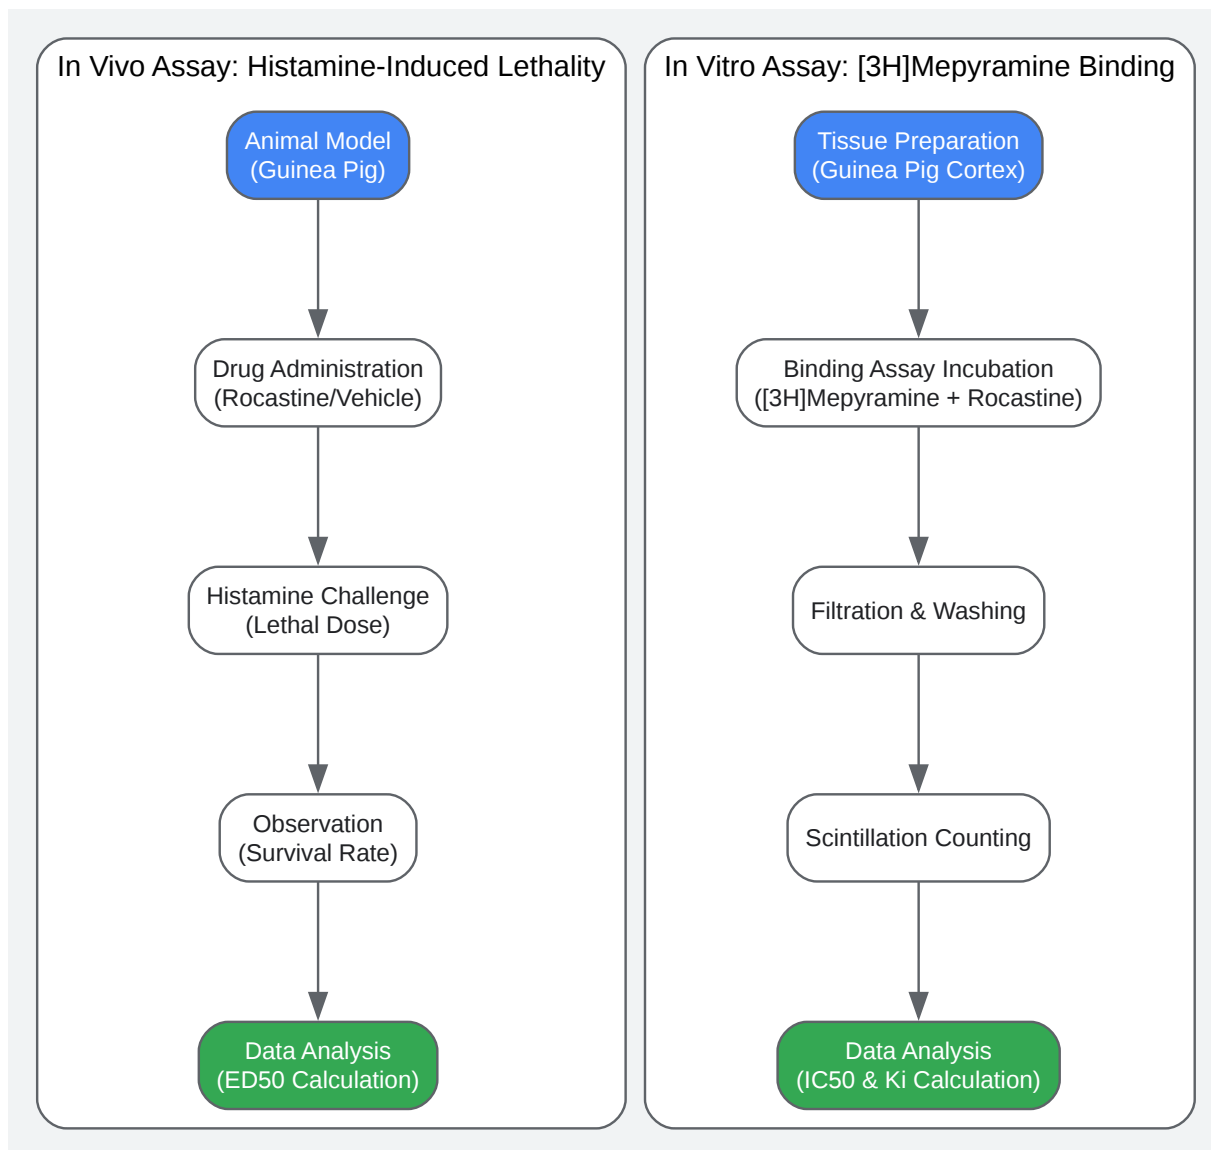 In Vivo Assay: Histamine-Induced Lethality
Animal Model
(Guinea Pig)
Drug Administration
(Rocastine/Vehicle)
Histamine Challenge
(Lethal Dose)
Observation
(Survival Rate)
Data Analysis
(ED50 Calculation)
In Vitro Assay: [3H]Mepyramine Binding
Tissue Preparation
(Guinea Pig Cortex)
Binding Assay Incubation
([3H]Mepyramine + Rocastine)
Filtration & Washing
Scintillation Counting
Data Analysis
(IC50 & Ki Calculation)